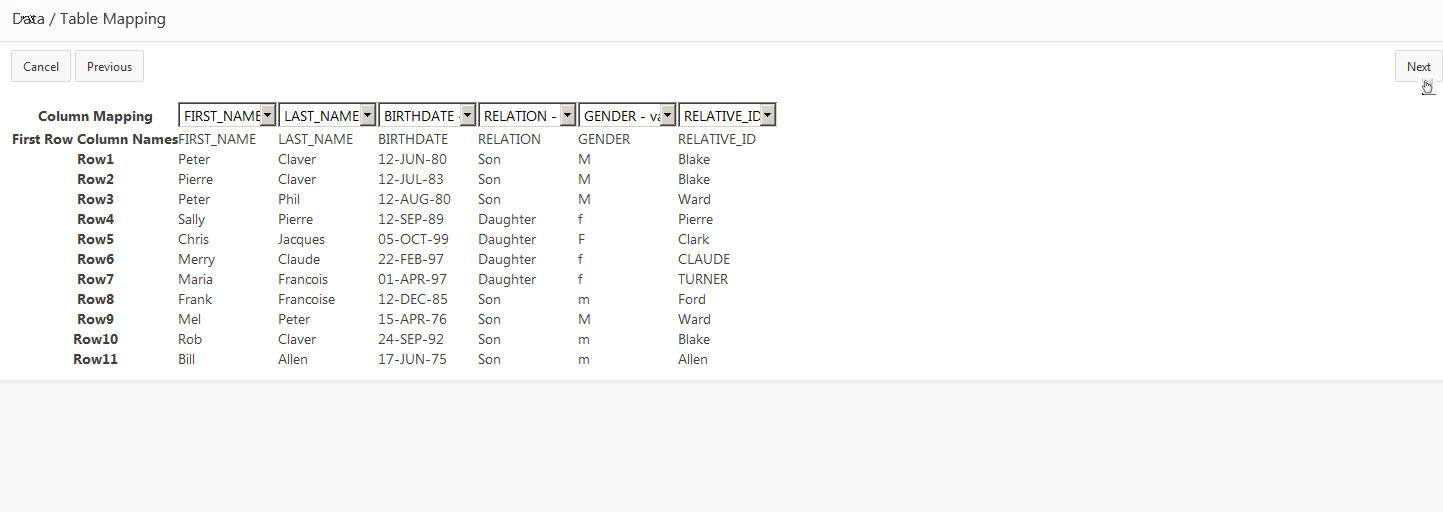 Data / Table Mapping
Cancel Previous Next
Column Mapping FIRST_NAME LAST_NAME BIRTHDATE - RELATION - GENDER - va RELATIVE_ID
First Row Column Names FIRST_NAME LAST_NAME BIRTHDATE RELATION GENDER RELATIVE_ID
Row1 Peter Claver 12-JUN-80 Son M Blake
Row2 Pierre Claver 12-JUL-83 Son M Blake
Row3 Peter Phil 12-AUG-80 Son M Ward
Row4 Sally Pierre 12-SEP-89 Daughter f Pierre
Row5 Chris Jacques 05-OCT-99 Daughter F Clark
Row6 Merry Claude 22-FEB-97 Daughter f CLAUDE
Row7 Maria Francois 01-APR-97 Daughter f TURNER
Row8 Frank Francoise 12-DEC-85 Son m Ford
Row9 Mel Peter 15-APR-76 Son M Ward
Row10 Rob Claver 24-SEP-92 Son m Blake
Row11 Bill Allen 17-JUN-75 Son m Allen